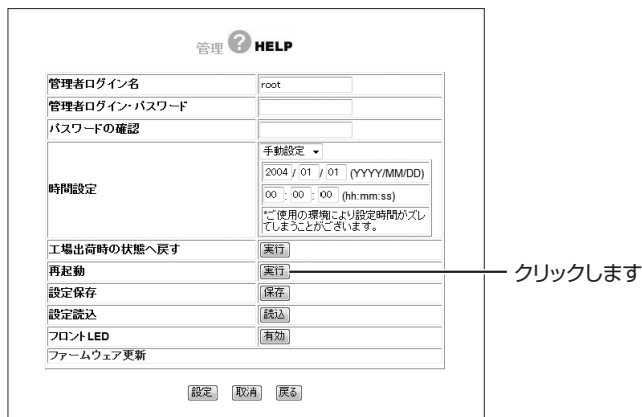 管理 ? HELP
管理者ログイン名 root
管理者ログイン・パスワード
パスワードの確認
時間設定
手動設定
2004 / 01 / 01 (YYYY/MM/DD)
00 : 00 : 00 (hh:mm:ss)
*ご使用の環境により設定時間がズレ
てしまうことがございます。
工場出荷時の状態へ戻す 実行
再起動 実行 クリックします
設定保存 保存
設定読込 読込
フロントLED 有効
ファームウェア更新
設定 取消 戻る